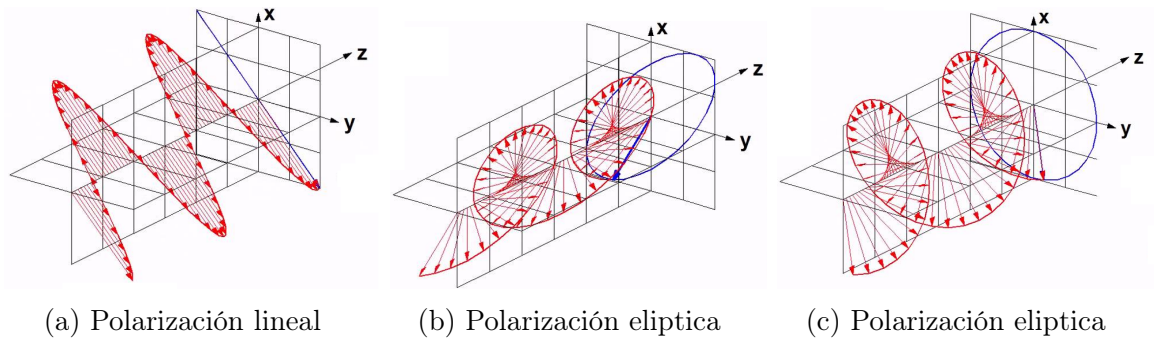 x
z
y
x
z
y
x
z
y
(a) Polarización lineal
(b) Polarización eliptica
(c) Polarización eliptica